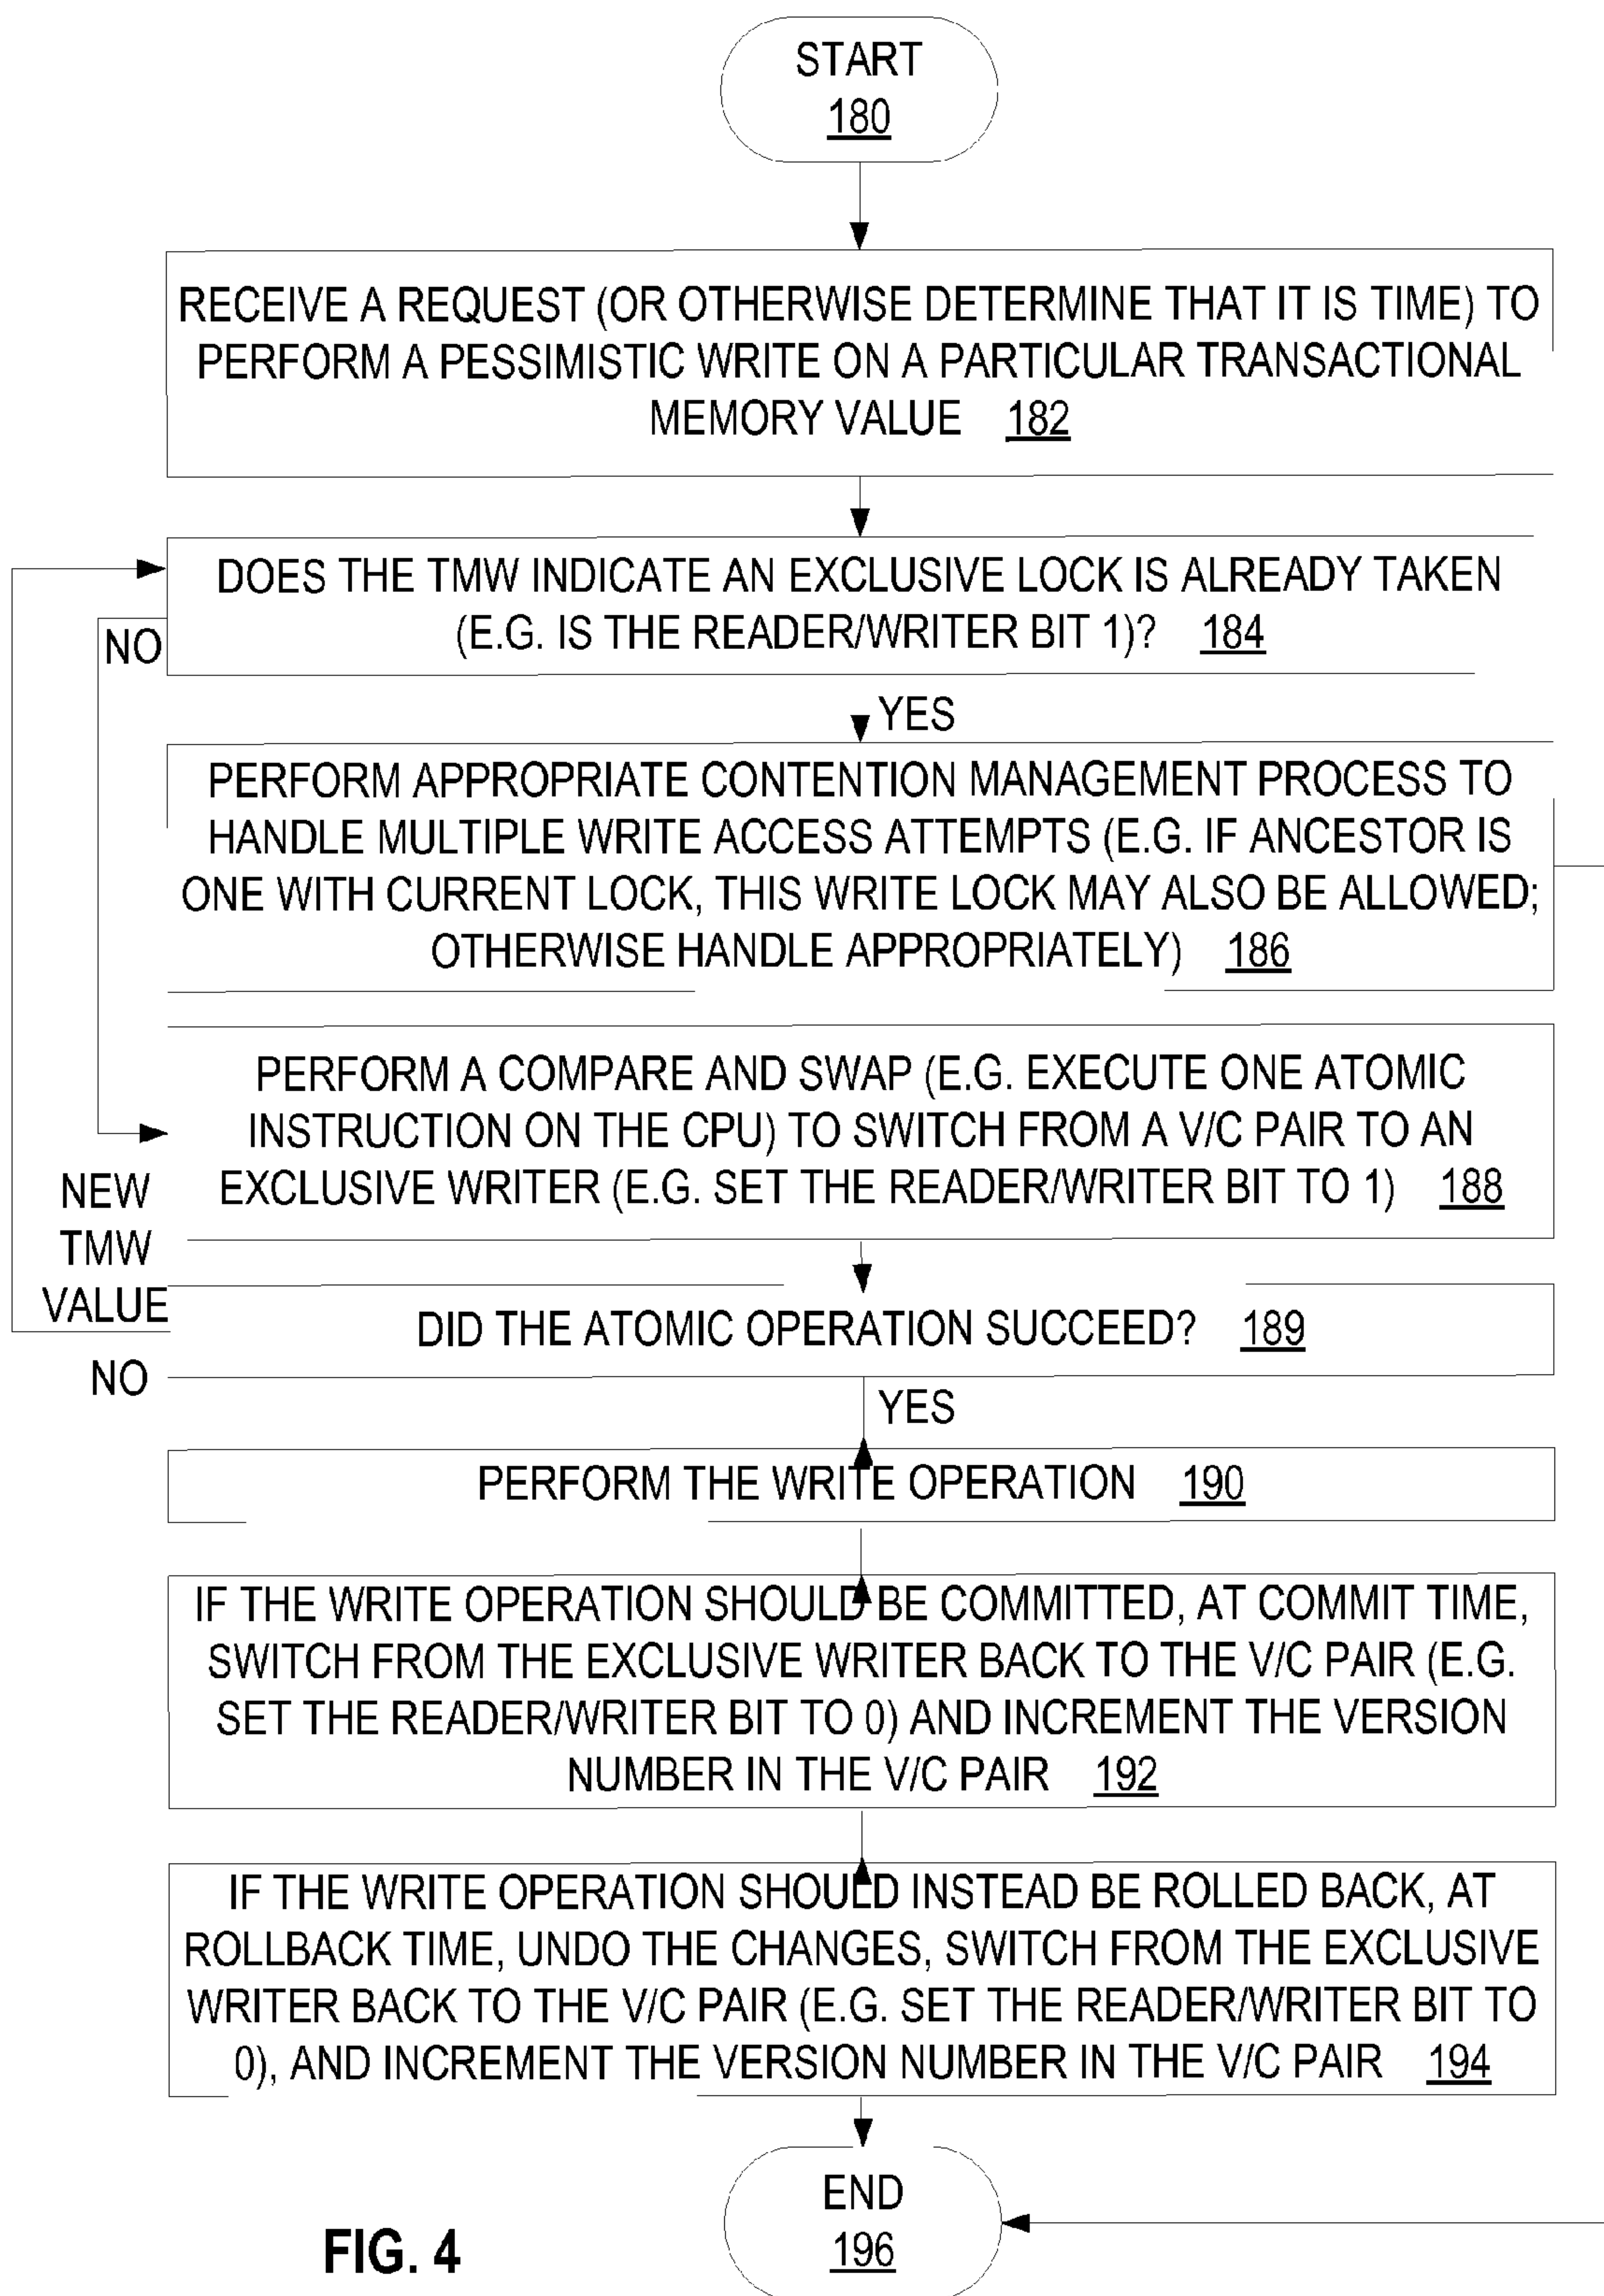 START
180
RECEIVE A REQUEST (OR OTHERWISE DETERMINE THAT IT IS TIME) TO
PERFORM A PESSIMISTIC WRITE ON A PARTICULAR TRANSACTIONAL
MEMORY VALUE 182
DOES THE TMW INDICATE AN EXCLUSIVE LOCK IS ALREADY TAKEN
(E.G. IS THE READER/WRITER BIT 1)? 184
NO
YES
PERFORM APPROPRIATE CONTENTION MANAGEMENT PROCESS TO
HANDLE MULTIPLE WRITE ACCESS ATTEMPTS (E.G. IF ANCESTOR IS
ONE WITH CURRENT LOCK, THIS WRITE LOCK MAY ALSO BE ALLOWED;
OTHERWISE HANDLE APPROPRIATELY) 186
PERFORM A COMPARE AND SWAP (E.G. EXECUTE ONE ATOMIC
INSTRUCTION ON THE CPU) TO SWITCH FROM A V/C PAIR TO AN
EXCLUSIVE WRITER (E.G. SET THE READER/WRITER BIT TO 1) 188
NEW
TMW
VALUE
DID THE ATOMIC OPERATION SUCCEED? 189
NO
YES
PERFORM THE WRITE OPERATION 190
IF THE WRITE OPERATION SHOULD BE COMMITTED, AT COMMIT TIME,
SWITCH FROM THE EXCLUSIVE WRITER BACK TO THE V/C PAIR (E.G.
SET THE READER/WRITER BIT TO 0) AND INCREMENT THE VERSION
NUMBER IN THE V/C PAIR 192
IF THE WRITE OPERATION SHOULD INSTEAD BE ROLLED BACK, AT
ROLLBACK TIME, UNDO THE CHANGES, SWITCH FROM THE EXCLUSIVE
WRITER BACK TO THE V/C PAIR (E.G. SET THE READER/WRITER BIT TO
0), AND INCREMENT THE VERSION NUMBER IN THE V/C PAIR 194
END
196
FIG. 4